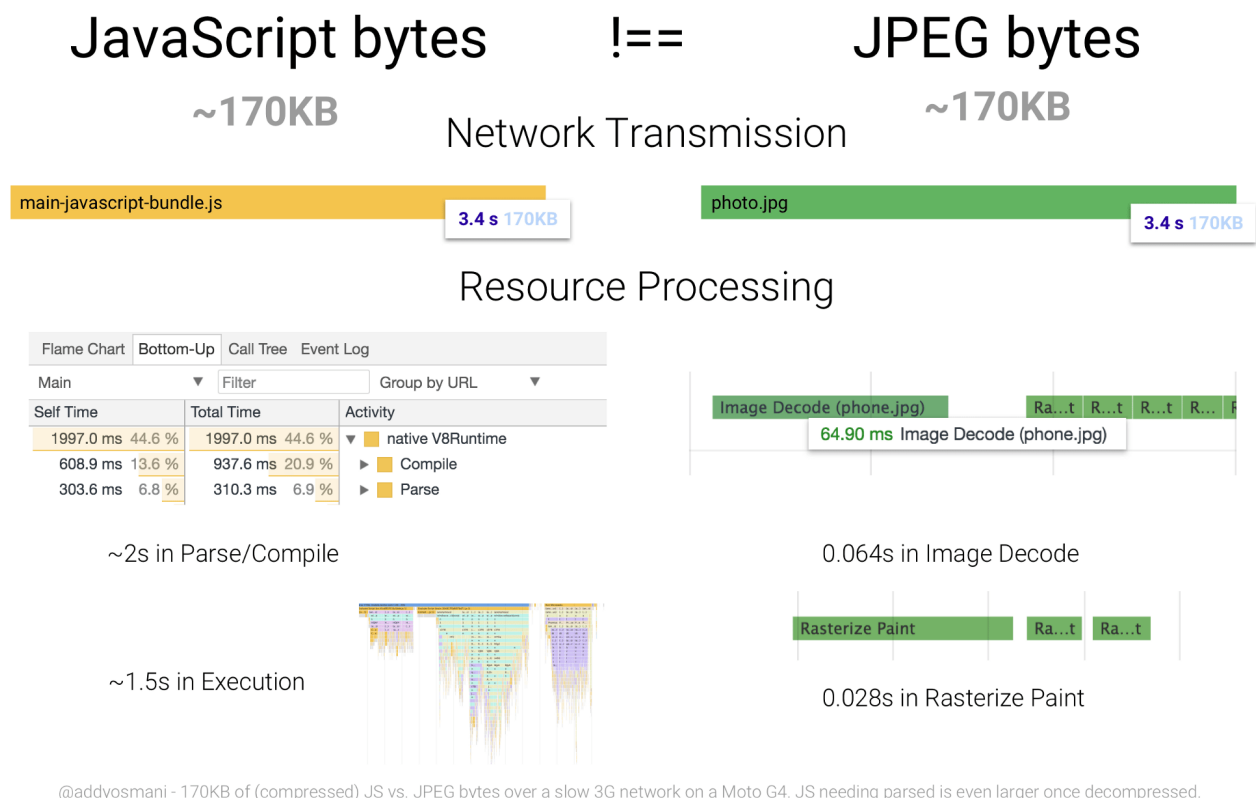 JavaScript bytes !== JPEG bytes
~170KB ~170KB
Network Transmission
main-javascript-bundle.js
3.4 s 170KB
photo.jpg
3.4 s 170KB
Resource Processing
Flame Chart Bottom-Up Call Tree Event Log
Main ▼ Filter Group by URL ▼
Self Time Total Time Activity
1997.0 ms 44.6 % 1997.0 ms 44.6 % ▼ native V8Runtime
608.9 ms 13.6 % 937.6 ms 20.9 % ▶ Compile
303.6 ms 6.8 % 310.3 ms 6.9 % ▶ Parse
Image Decode (phone.jpg) Ra...t R...t R...t R...
64.90 ms Image Decode (phone.jpg)
~2s in Parse/Compile
0.064s in Image Decode
~1.5s in Execution
Rasterize Paint Ra...t Ra...t
0.028s in Rasterize Paint
@addyosmani - 170KB of (compressed) JS vs. JPEG bytes over a slow 3G network on a Moto G4. JS needing parsed is even larger once decompressed.